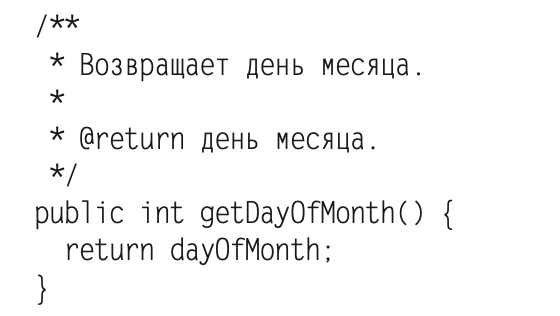 /**
 * Возвращает день месяца.
 *
 * @return день месяца.
 */
public int getDayOfMonth() {
  return dayOfMonth;
}